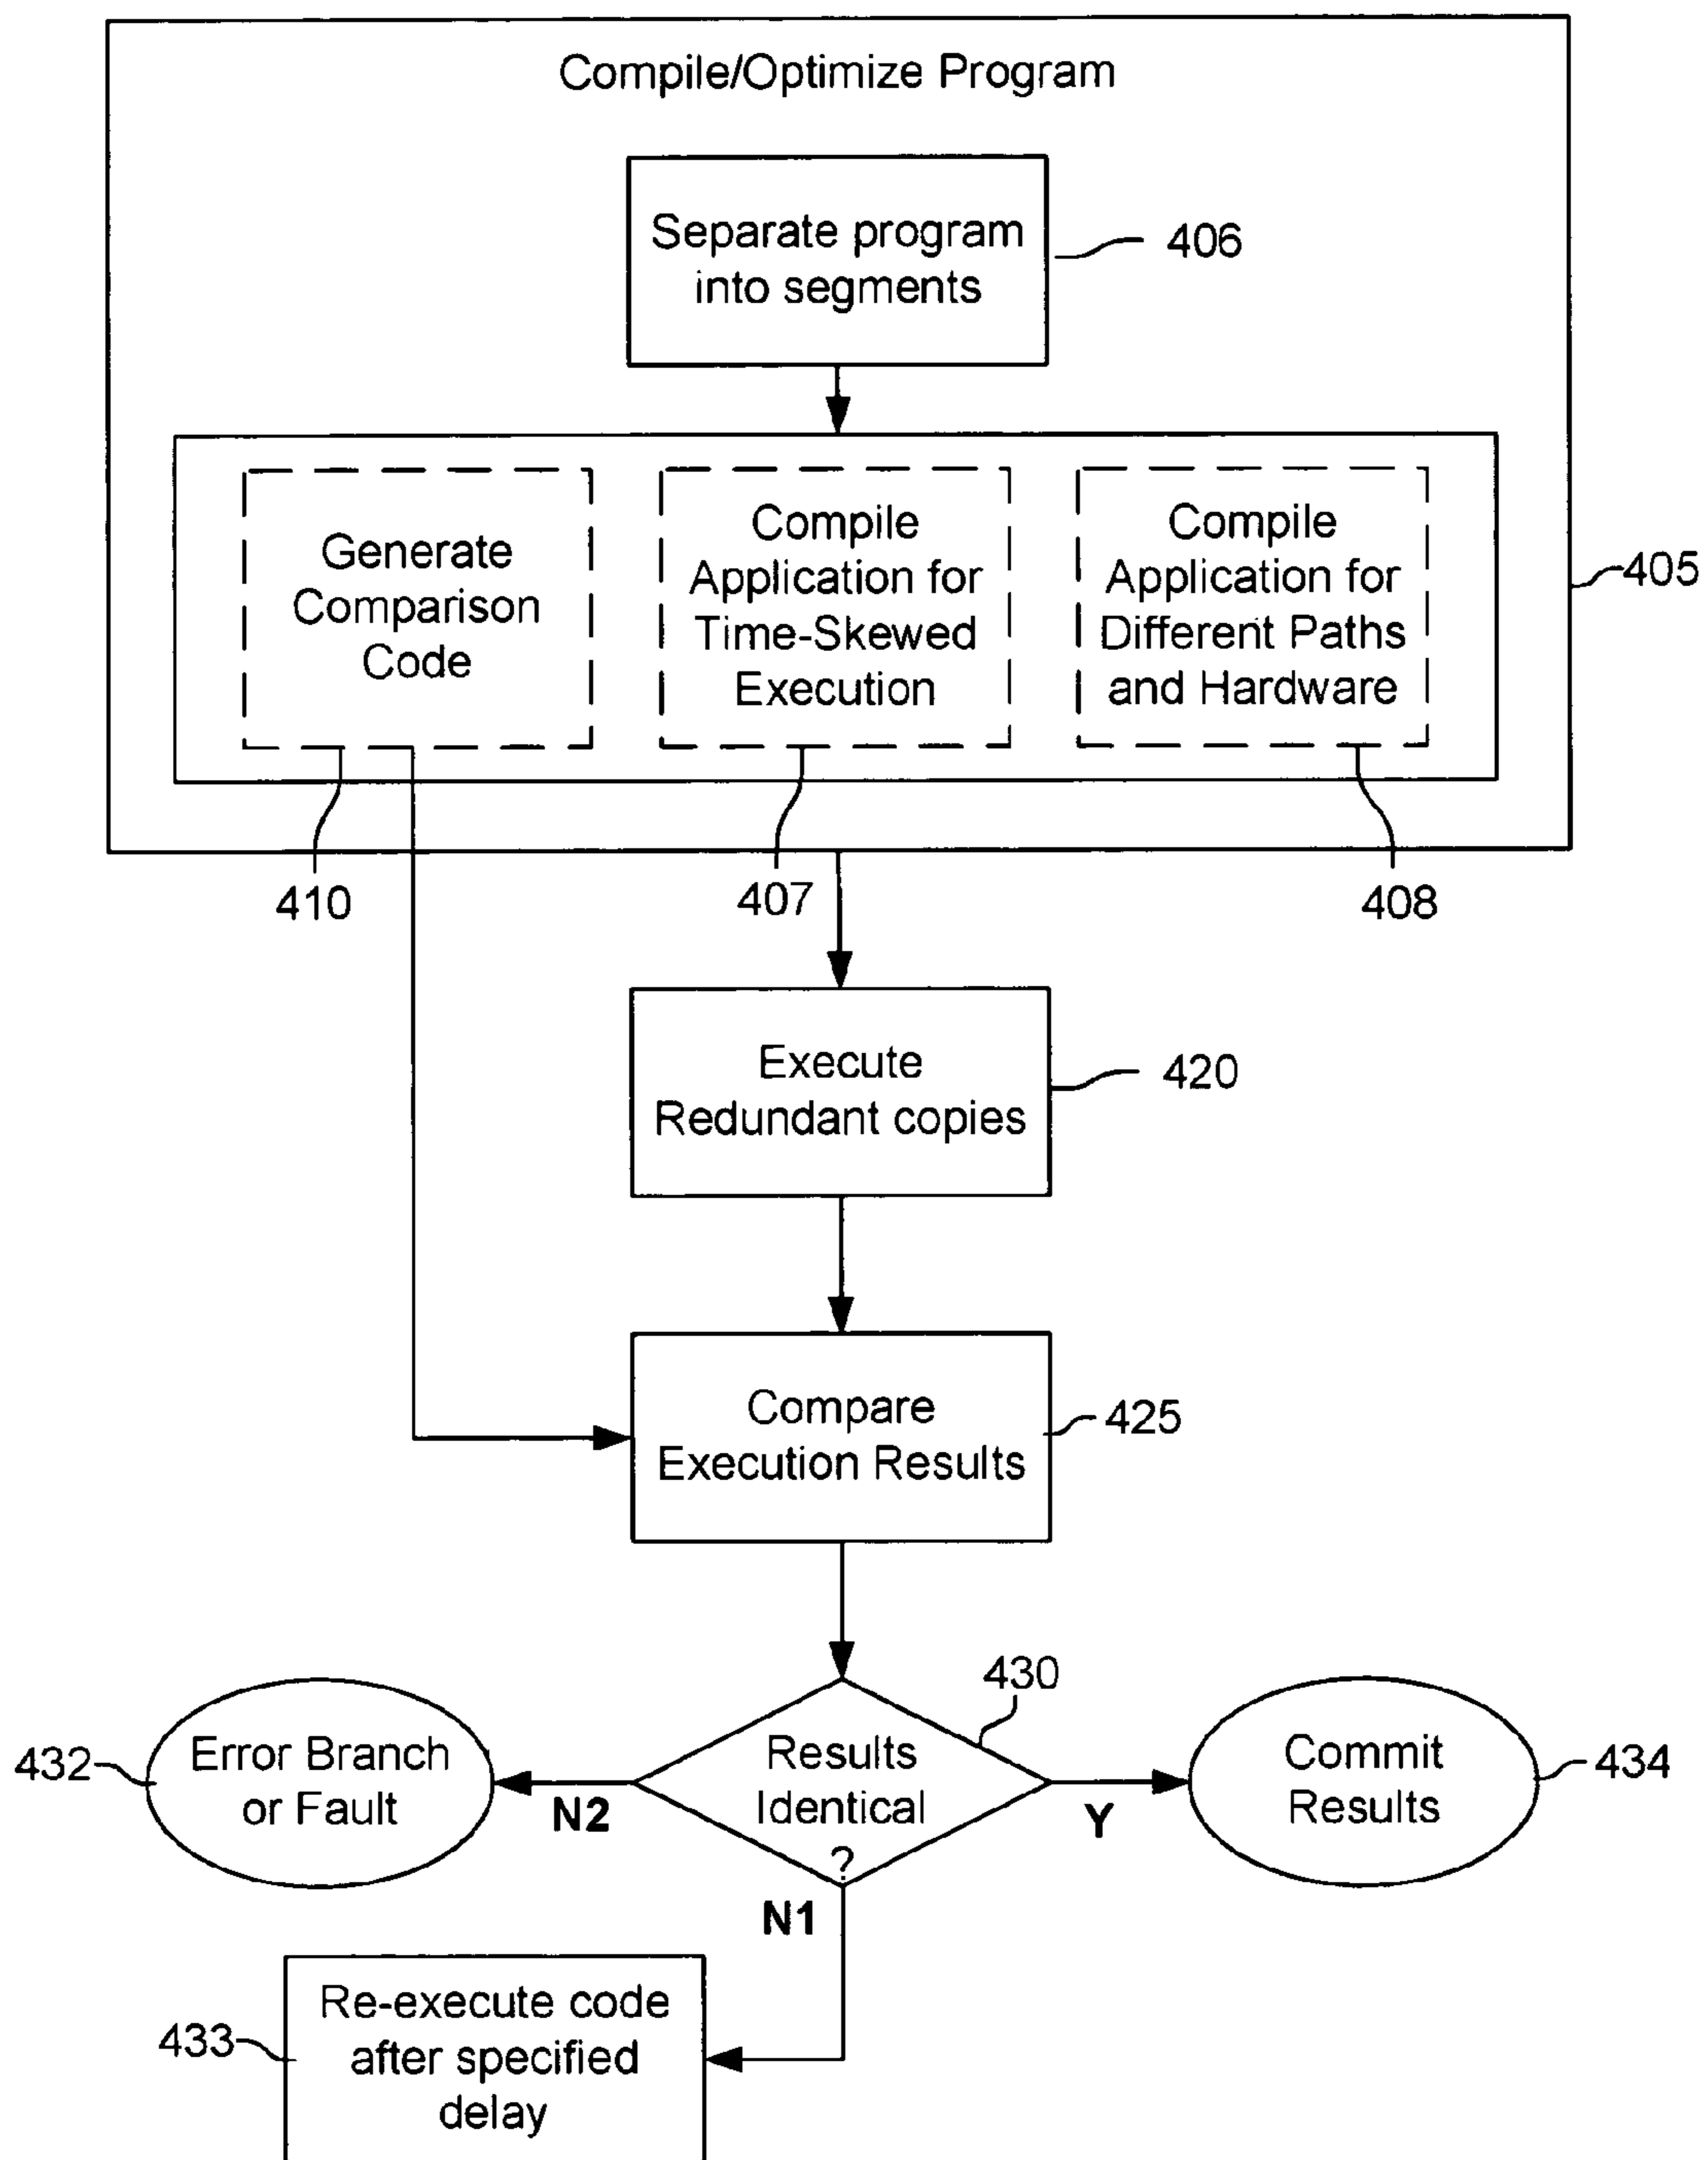 Compile/Optimize Program
Separate program
into segments
406
Generate
Comparison
Code
Compile
Application for
Time-Skewed
Execution
Compile
Application for
Different Paths
and Hardware
405
410
407
408
Execute
Redundant copies
420
Compare
Execution Results
425
430
432
Error Branch
or Fault
N2
Results
Identical
?
Y
Commit
Results
434
N1
433
Re-execute code
after specified
delay